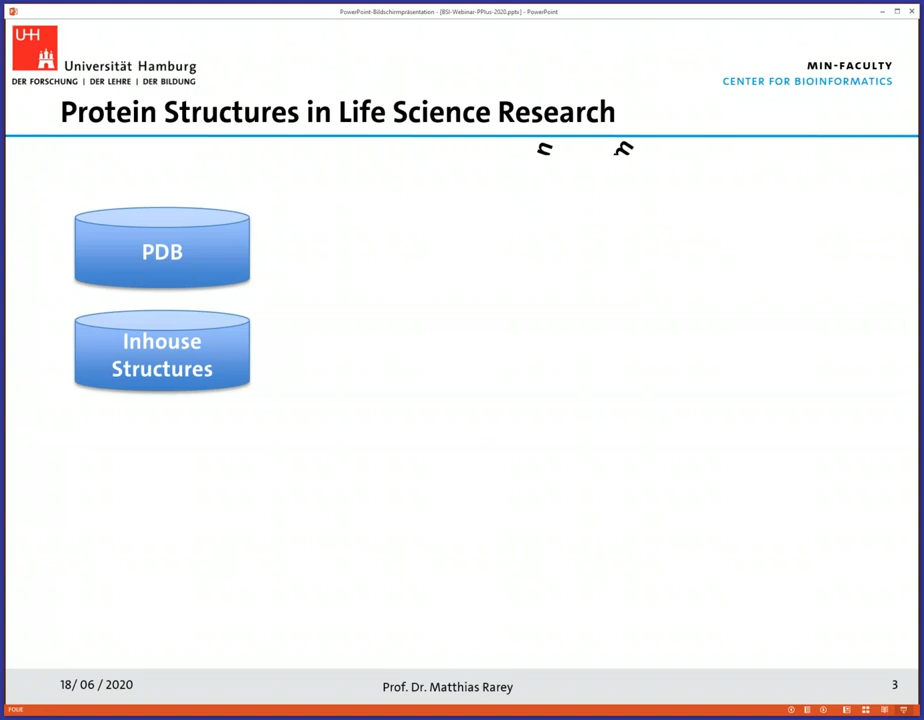 PowerPoint-Bildschirmpräsentation - [BSI-Webinar-PPlus-2020.pptx] - PowerPoint
UHH
Universität Hamburg
DER FORSCHUNG | DER LEHRE | DER BILDUNG
MIN-FACULTY
CENTER FOR BIOINFORMATICS
Protein Structures in Life Science Research
n m
PDB
Inhouse
Structures
18/ 06 / 2020
Prof. Dr. Matthias Rarey
3
FOLIE